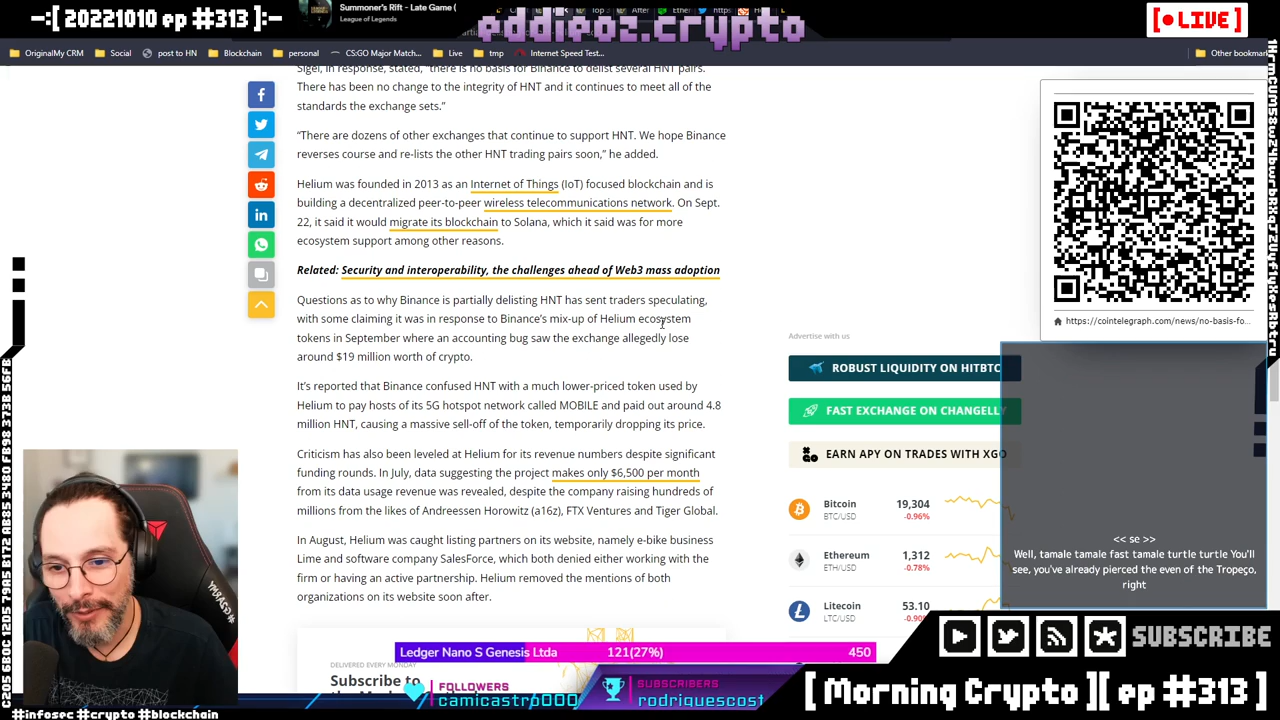 -:[ 20221010 ep #313]:-
Summoner's Rift - Late Game (
League of Legends
eddieoz.crypto
[ LIVE ]
OriginalMy CRM
Social
post to HN
Blockchain
personal
CS:GO Major Match...
Live
tmp
Internet Speed Test...
Other bookmar
Sigel, in response, stated, "there is no basis for Binance to delist several HNT pairs.
There has been no change to the integrity of HNT and it continues to meet all of the
standards the exchange sets."
“There are dozens of other exchanges that continue to support HNT. We hope Binance
reverses course and re-lists the other HNT trading pairs soon,” he added.
Helium was founded in 2013 as an Internet of Things (IoT) focused blockchain and is
building a decentralized peer-to-peer wireless telecommunications network. On Sept.
22, it said it would migrate its blockchain to Solana, which it said was for more
ecosystem support among other reasons.
Related: Security and interoperability, the challenges ahead of Web3 mass adoption
Questions as to why Binance is partially delisting HNT has sent traders speculating,
with some claiming it was in response to Binance’s mix-up of Helium ecosystem
tokens in September where an accounting bug saw the exchange allegedly lose
around $19 million worth of crypto.
It’s reported that Binance confused HNT with a much lower-priced token used by
Helium to pay hosts of its 5G hotspot network called MOBILE and paid out around 4.8
million HNT, causing a massive sell-off of the token, temporarily dropping its price.
Criticism has also been leveled at Helium for its revenue numbers despite significant
funding rounds. In July, data suggesting the project makes only $6,500 per month
from its data usage revenue was revealed, despite the company raising hundreds of
millions from the likes of Andreessen Horowitz (a16z), FTX Ventures and Tiger Global.
In August, Helium was caught listing partners on its website, namely e-bike business
Lime and software company SalesForce, which both denied either working with the
firm or having an active partnership. Helium removed the mentions of both
organizations on its website soon after.
DELIVERED EVERY MONDAY
Subscribe to
https://cointelegraph.com/news/no-basis-fo...
Advertise with us
ROBUST LIQUIDITY ON HITBTC
FAST EXCHANGE ON CHANGELLY
EARN APY ON TRADES WITH XGO
Bitcoin 19,304
BTC/USD -0.96%
Ethereum 1,312
ETH/USD -0.78%
Litecoin 53.10
LTC/USD
<< se >>
Well, tamale tamale fast tamale turtle turtle You'll
see, you've already pierced the even of the Tropeço,
right
Ledger Nano S Genesis Ltda 121(27%) 450
FOLLOWERS
camicastrp000
SUBSCRIBERS
rodriguescost
SUBSCRIBE
[ Morning Crypto ][ ep #313 ]
#infosec #crypto #blockchain